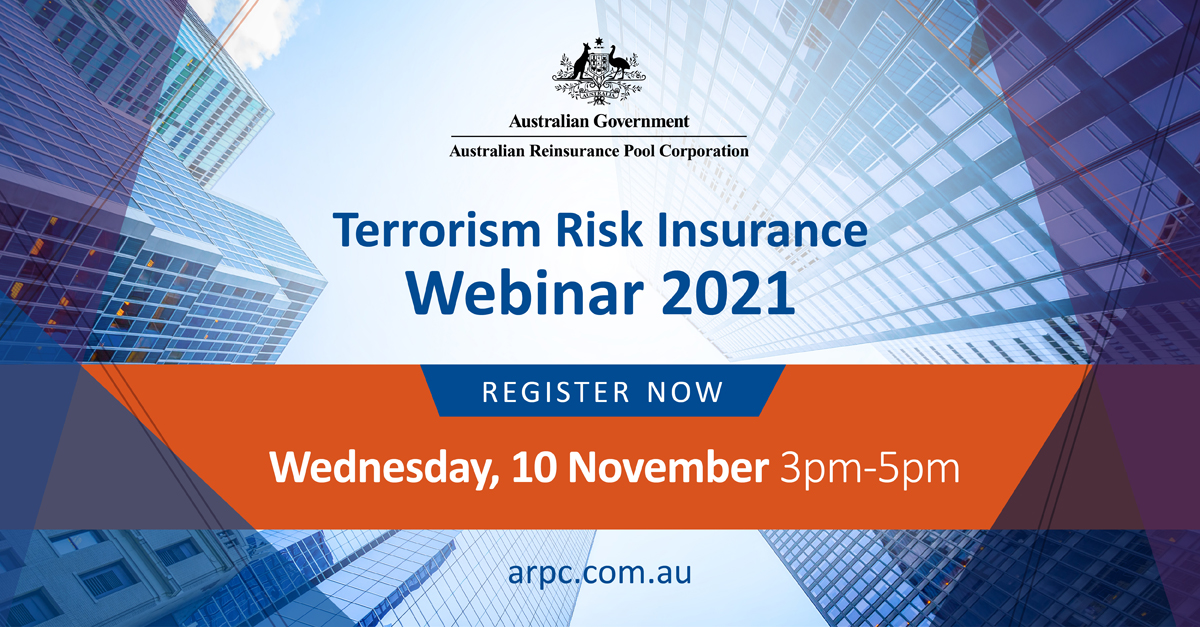 AUSTRALIA
Australian Government
Australian Reinsurance Pool Corporation
Terrorism Risk Insurance
Webinar 2021
REGISTER NOW
Wednesday, 10 November 3pm-5pm
arpc.com.au